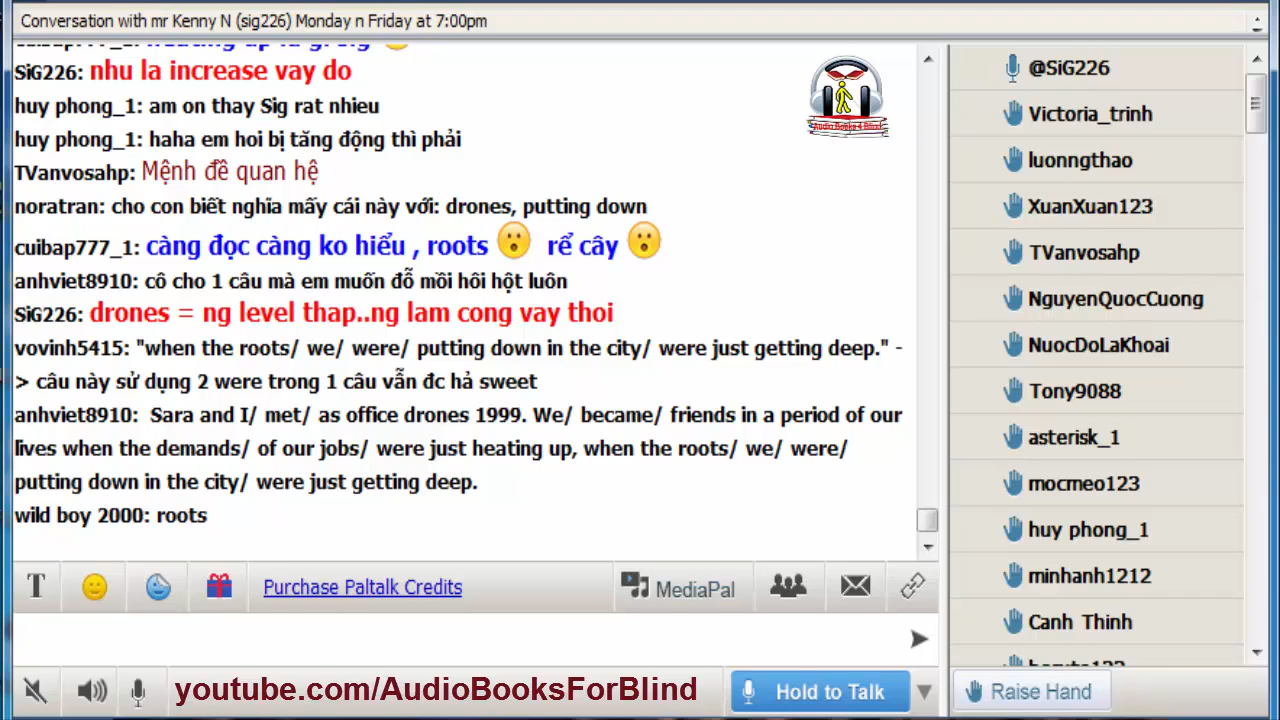 Conversation with mr Kenny N (sig226) Monday n Friday at 7:00pm
SiG226: nhu la increase vay do
huy phong_1: am on thay Sig rat nhieu
huy phong_1: haha em hoi bị tăng động thì phải
TVanvosahp: Mệnh đề quan hệ
noratran: cho con biết nghĩa mấy cái này với: drones, putting down
cuibap777_1: càng đọc càng ko hiểu , roots rể cây
anhviet8910: cô cho 1 câu mà em muốn đỗ mồi hôi hột luôn
SiG226: drones = ng level thap..ng lam cong vay thoi
vovinh5415: "when the roots/ we/ were/ putting down in the city/ were just getting deep." -
> câu này sử dụng 2 were trong 1 câu vẫn đc hả sweet
anhviet8910: Sara and I/ met/ as office drones 1999. We/ became/ friends in a period of our
lives when the demands/ of our jobs/ were just heating up, when the roots/ we/ were/
putting down in the city/ were just getting deep.
wild boy 2000: roots
Audio Books 4 Blind
@SiG226
Victoria_trinh
luonngthao
XuanXuan123
TVanvosahp
NguyenQuocCuong
NuocDoLaKhoai
Tony9088
asterisk_1
mocmeo123
huy phong_1
minhanh1212
Canh Thinh
T
Purchase Paltalk Credits
MediaPal
youtube.com/AudioBooksForBlind
Hold to Talk
Raise Hand